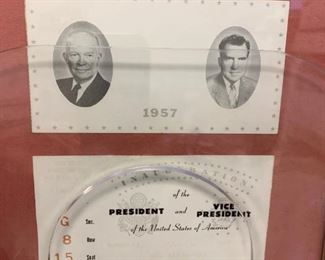 1957
INAUGURATION
of the
PRESIDENT and VICE PRESIDENT
of the United States of America
G Sec.
8 Row
15 Seat